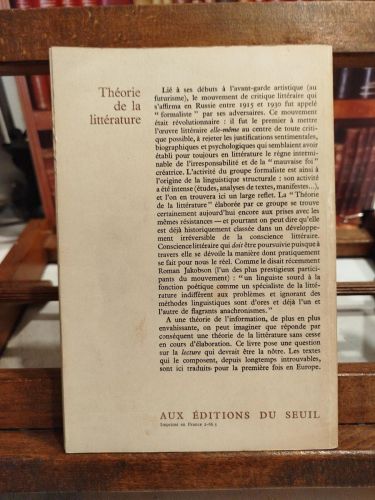 Théorie
de la
littérature
Lié à ses débuts à l'avant-garde artistique (au
futurisme), le mouvement de critique littéraire qui
s'affirma en Russie entre 1915 et 1930 fut appelé
“ formaliste ” par ses adversaires. Ce mouvement
était révolutionnaire : il fut le premier à mettre
l'œuvre littéraire elle-même au centre de toute criti-
que possible, à rejeter les justifications sentimentales,
biographiques et psychologiques qui semblaient avoir
établi pour toujours en littérature le règne intermi-
nable de l'irresponsabilité et de la “ mauvaise foi ”
créatrice. L'activité du groupe formaliste est ainsi à
l'origine de la linguistique structurale : son activité
a été intense (études, analyses de textes, manifestes...),
et l'on en trouvera ici un large reflet. La “ Théorie
de la littérature ” élaborée par ce groupe se trouve
certainement aujourd'hui encore aux prises avec les
mêmes résistances — et pourtant on peut dire qu'elle
est déjà historiquement classée dans un développe-
ment irréversible de la conscience littéraire.
Conscience littéraire qui doit être poursuivie puisque à
travers elle se dévoile la manière dont pratiquement
se fait pour nous le réel. Comme le disait récemment
Roman Jakobson (l'un des plus prestigieux partici-
pants du mouvement) : “ un linguiste sourd à la
fonction poétique comme un spécialiste de la litté-
rature indifférent aux problèmes et ignorant des
méthodes linguistiques sont d'ores et déjà l'un et
l'autre de flagrants anachronismes. ”
A une théorie de l'information, de plus en plus
envahissante, on peut imaginer que réponde par
conséquent une théorie de la littérature sans cesse
en cours d'élaboration. Ce livre pose une question
sur la lecture qui devrait être la nôtre. Les textes
qui le composent, depuis longtemps introuvables,
sont ici traduits pour la première fois en Europe.
AUX ÉDITIONS DU SEUIL
Imprimé en France 2-66.3